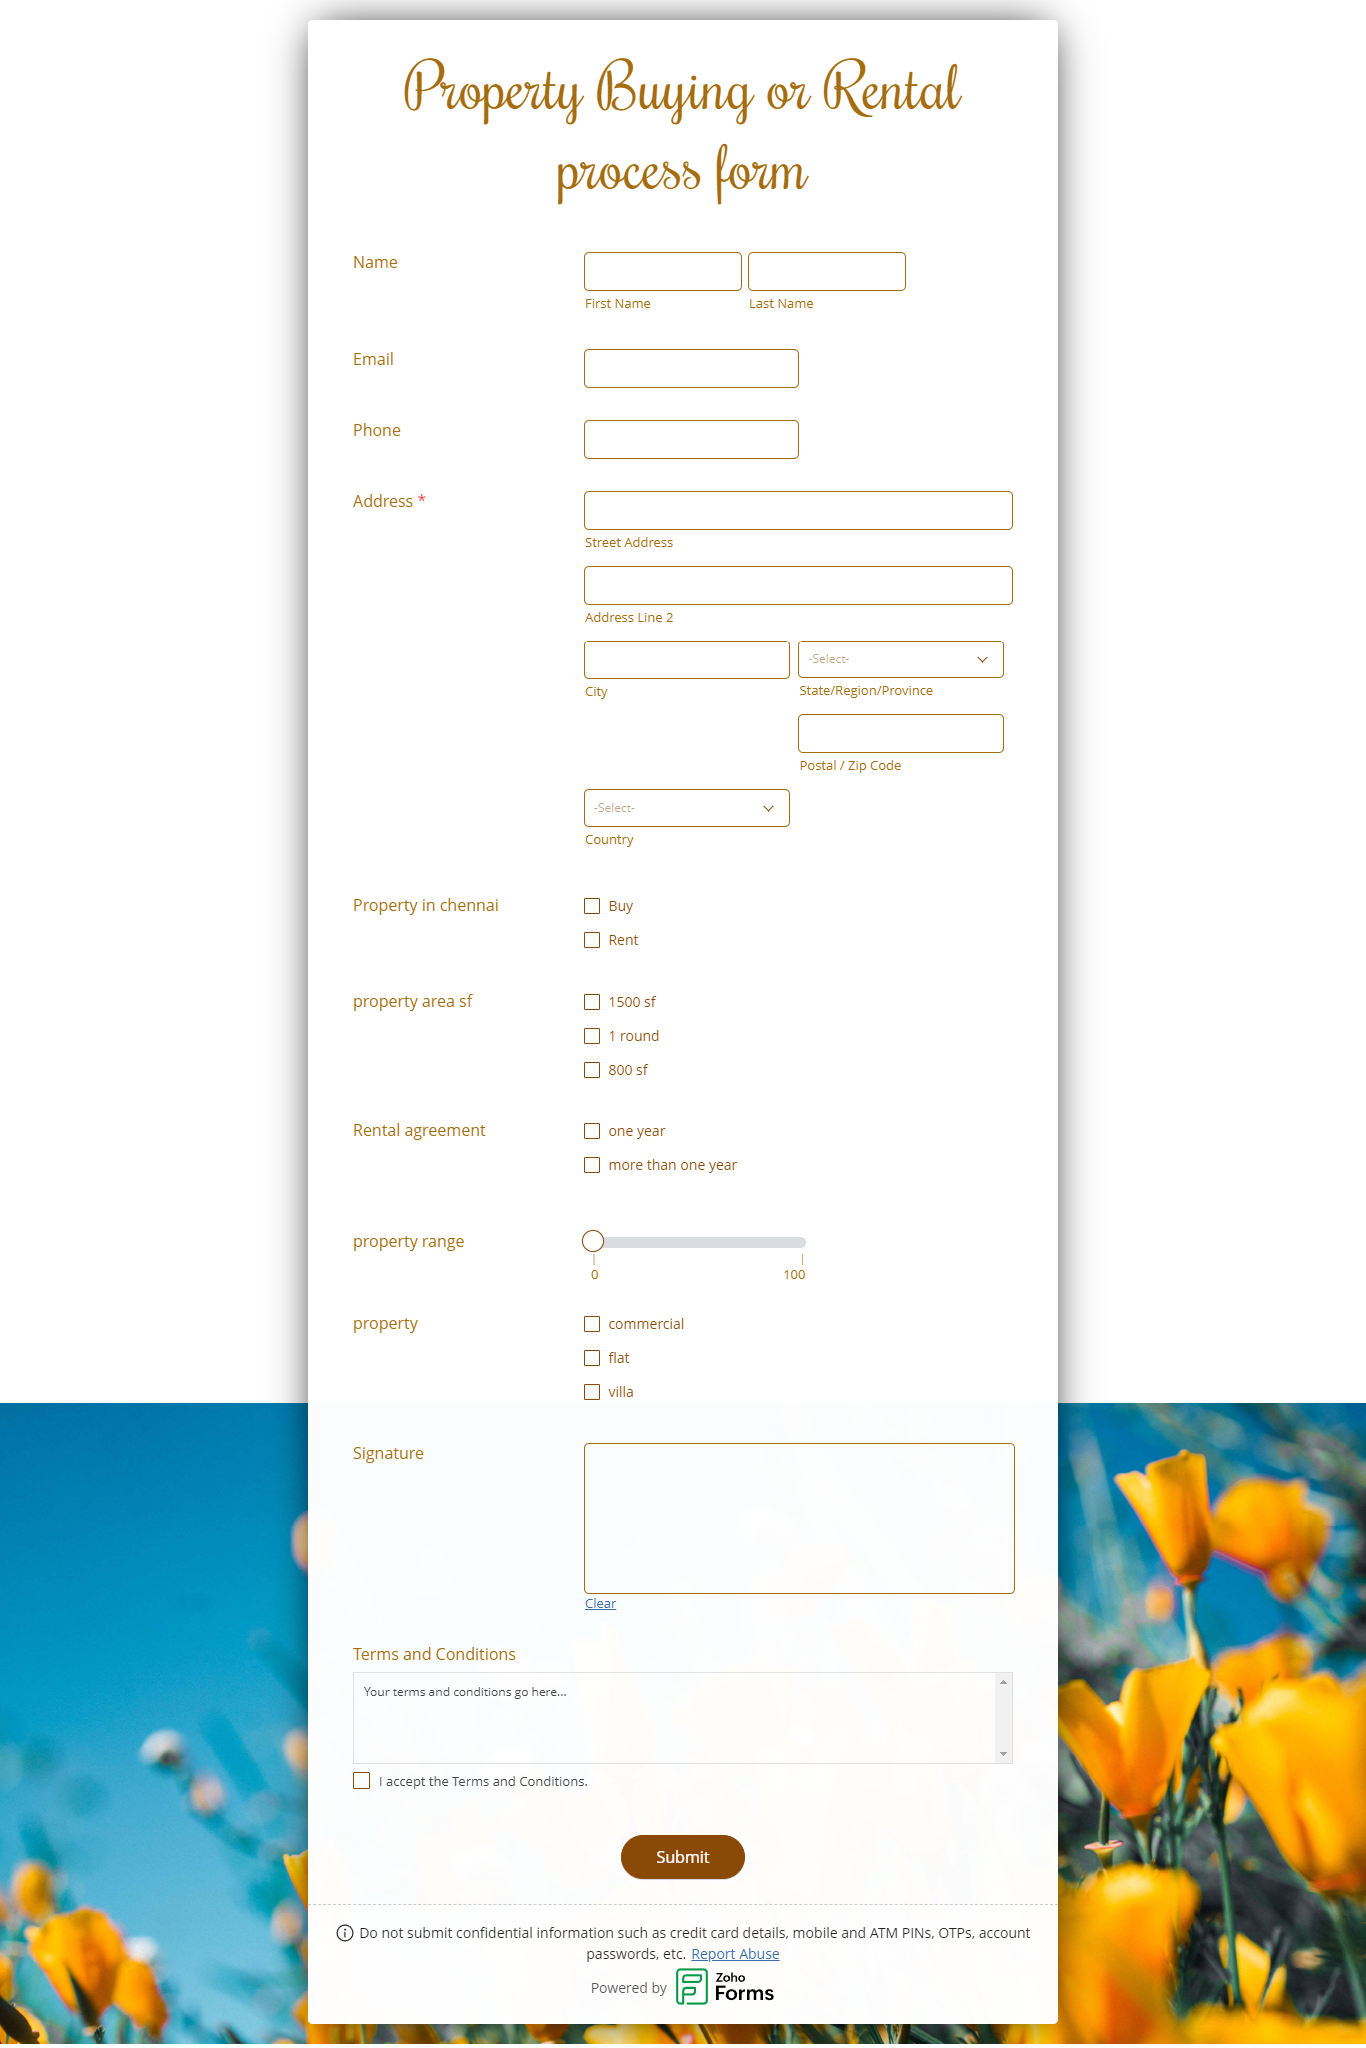 Property Buying or Rental
process form
Name
First Name
Last Name
Email
Phone
Address *
Street Address
Address Line 2
-Select-
City
State/Region/Province
Postal / Zip Code
-Select-
Country
Property in chennai
Buy
Rent
property area sf
1500 sf
1 round
800 sf
Rental agreement
one year
more than one year
property range
0
100
property
commercial
flat
villa
Signature
Clear
Terms and Conditions
Your terms and conditions go here...
I accept the Terms and Conditions.
Submit
Do not submit confidential information such as credit card details, mobile and ATM PINs, OTPs, account
passwords, etc. Report Abuse
Powered by Zoho Forms